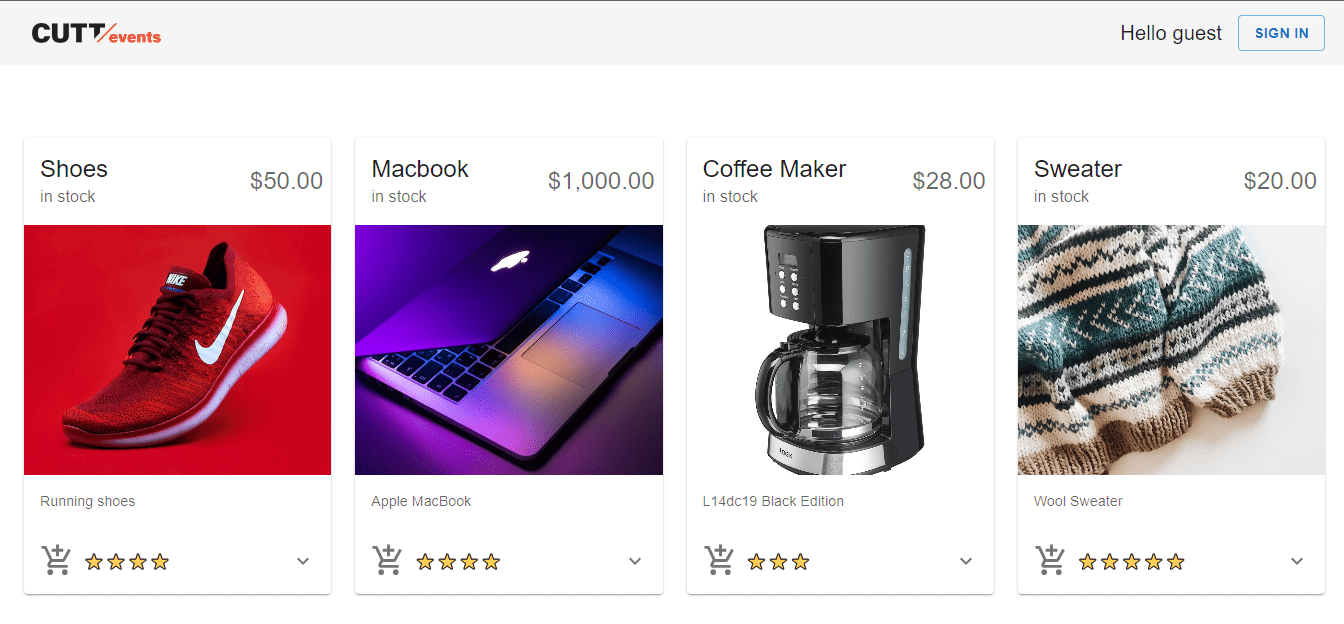 CUTT/events
Hello guest
SIGN IN
Shoes
in stock
$50.00
Macbook
in stock
$1,000.00
Coffee Maker
in stock
$28.00
Sweater
in stock
$20.00
NIKE
Running shoes
Apple MacBook
L14dc19 Black Edition
Wool Sweater